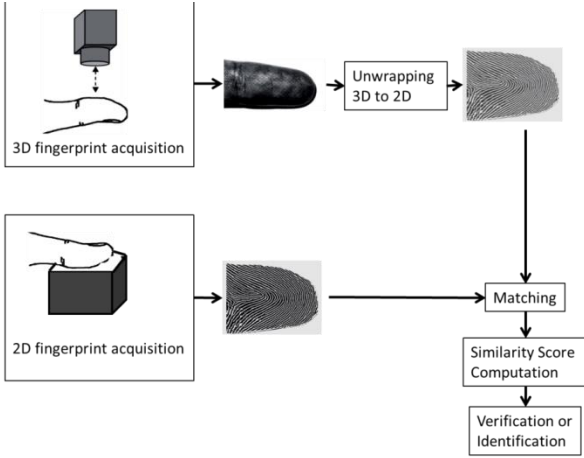 3D fingerprint acquisition
Unwrapping
3D to 2D
2D fingerprint acquisition
Matching
Similarity Score
Computation
Verification or
Identification